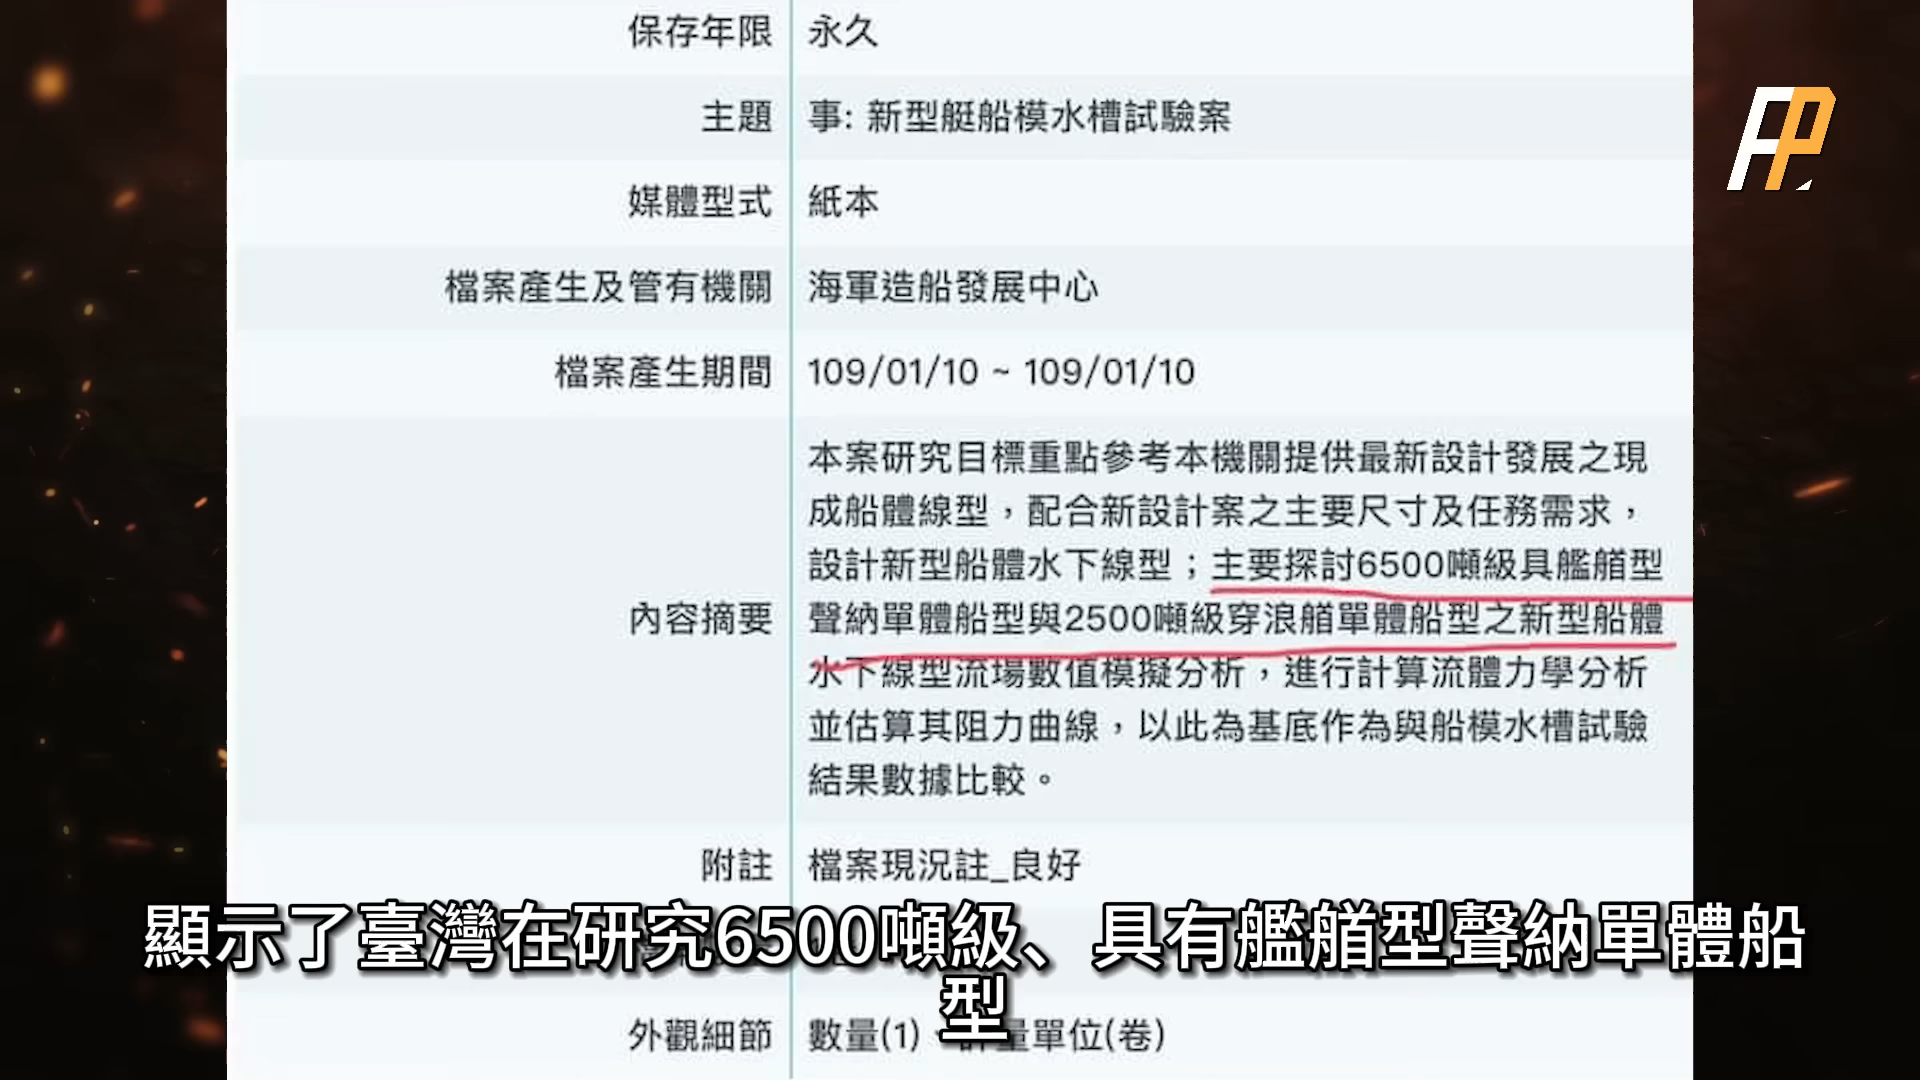 保存年限 永久
主題 事: 新型艇船模水槽試驗案
媒體型式 紙本
檔案產生及管有機關 海軍造船發展中心
檔案產生期間 109/01/10 ~ 109/01/10
內容摘要
本案研究目標重點參考本機關提供最新設計發展之現
成船體線型，配合新設計案之主要尺寸及任務需求，
設計新型船體水下線型；主要探討6500噸級具艦艏型
聲納單體船型與2500噸級穿浪艏單體船型之新型船體
水下線型流場數值模擬分析，進行計算流體力學分析
並估算其阻力曲線，以此為基底作為與船模水槽試驗
結果數據比較。
附註 檔案現況註_良好
顯示了臺灣在研究6500噸級、具有艦艏型聲納單體船
型
外觀細節 數量(1) 量單位(卷)
FP